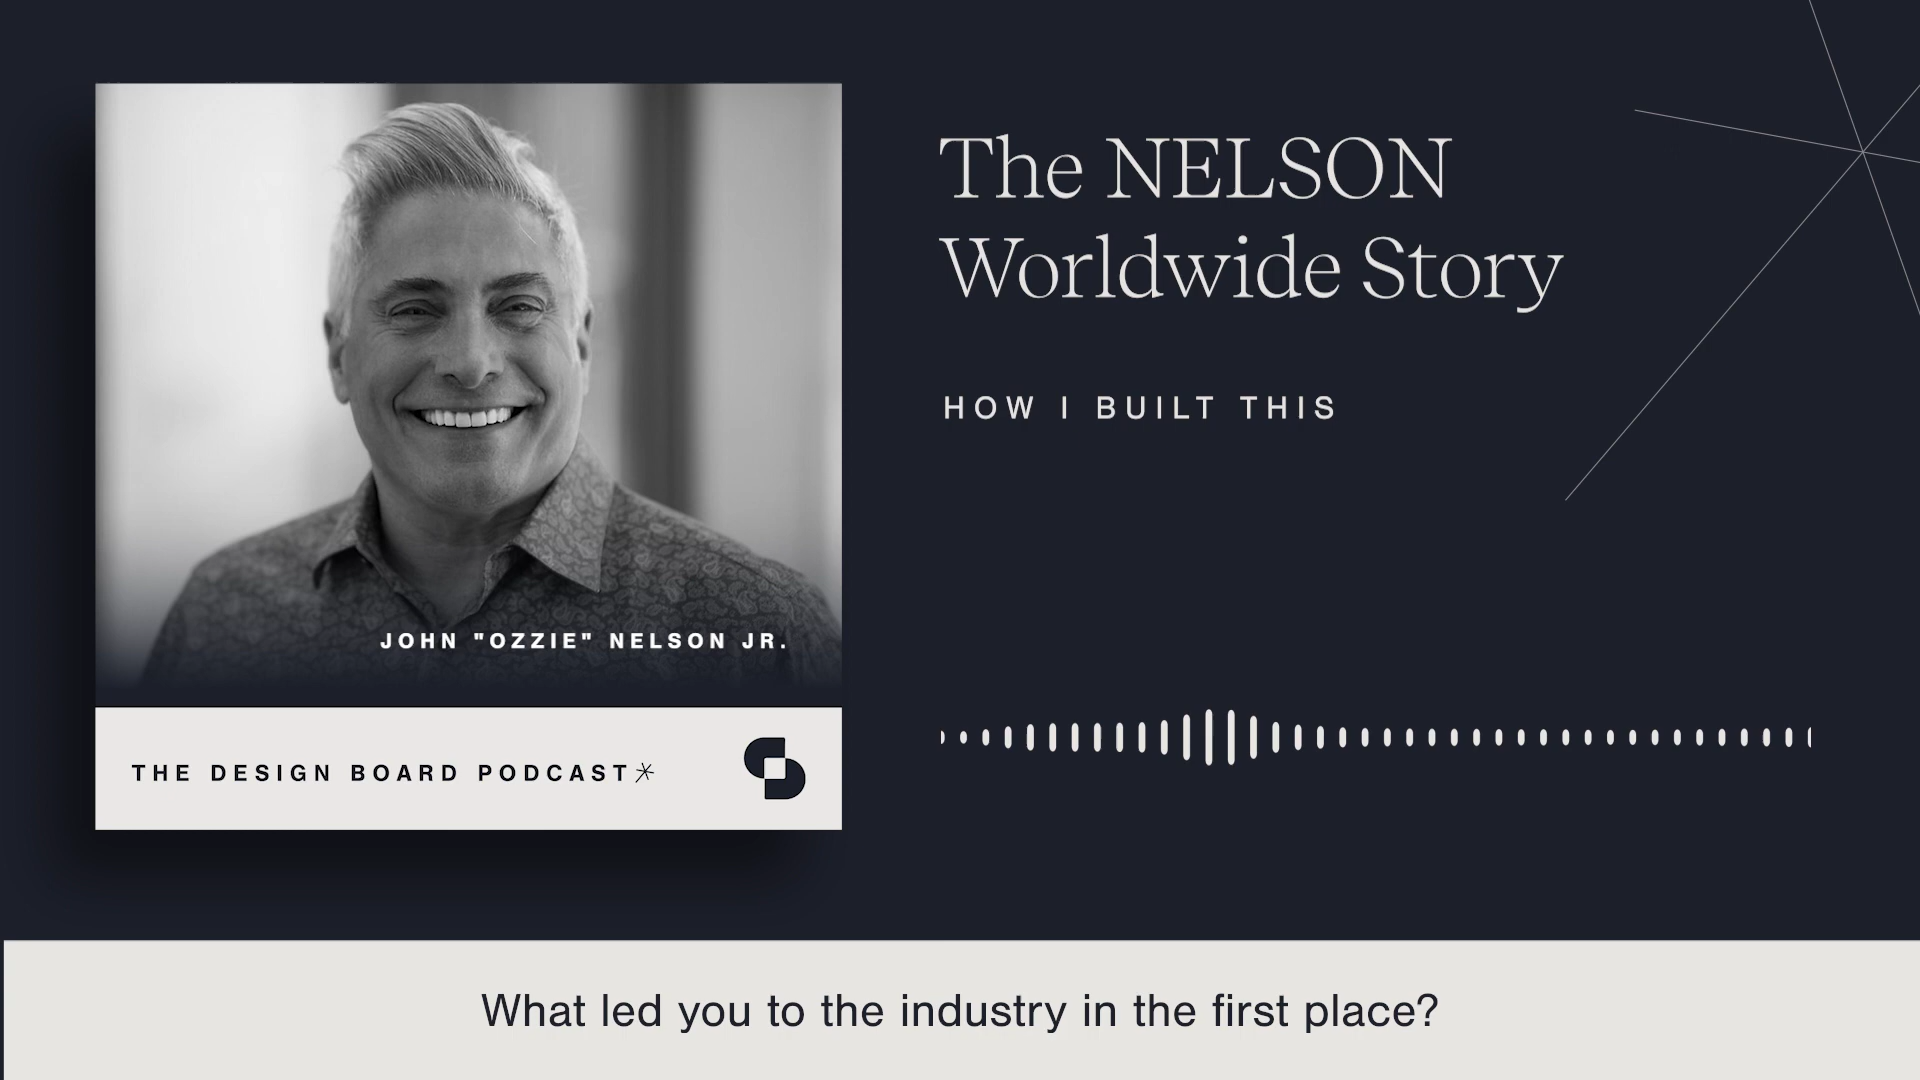 JOHN "OZZIE" NELSON JR.
THE DESIGN BOARD PODCAST
The NELSON
Worldwide Story
HOW I BUILT THIS
What led you to the industry in the first place?